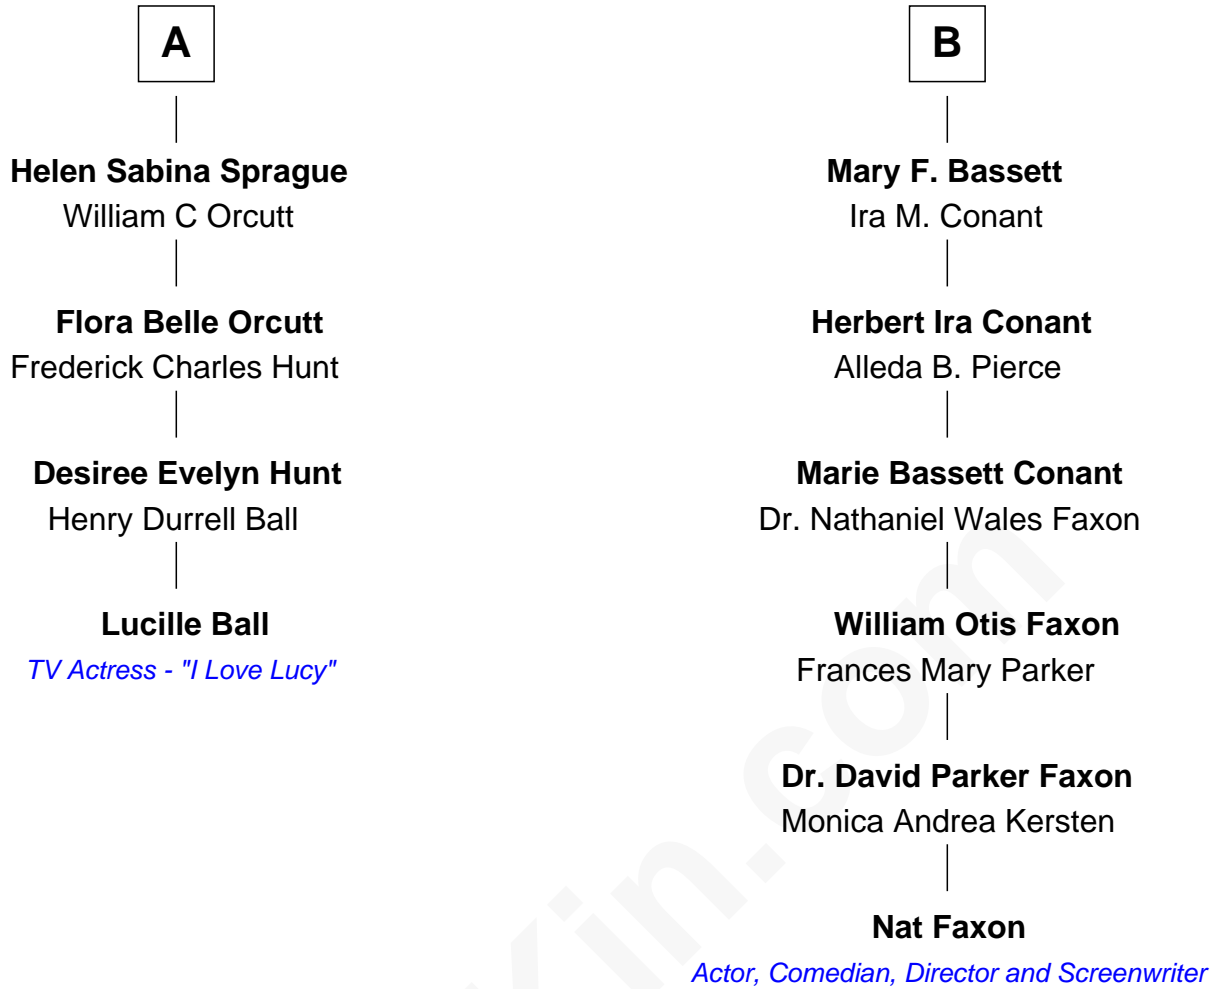 A
Helen Sabina Sprague
William C Orcutt
Flora Belle Orcutt
Frederick Charles Hunt
Desiree Evelyn Hunt
Henry Durrell Ball
Lucille Ball
TV Actress - "I Love Lucy"
B
Mary F. Bassett
Ira M. Conant
Herbert Ira Conant
Alleda B. Pierce
Marie Bassett Conant
Dr. Nathaniel Wales Faxon
William Otis Faxon
Frances Mary Parker
Dr. David Parker Faxon
Monica Andrea Kersten
Nat Faxon
Actor, Comedian, Director and Screenwriter
Kin.com